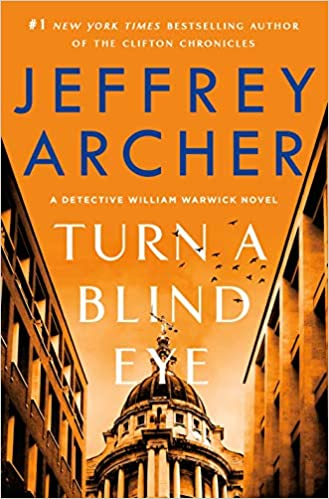 #1 NEW YORK TIMES BESTSELLING AUTHOR
OF THE CLIFTON CHRONICLES
JEFFREY
ARCHER
A DETECTIVE WILLIAM WARWICK NOVEL
TURN A
BLIND
EYE